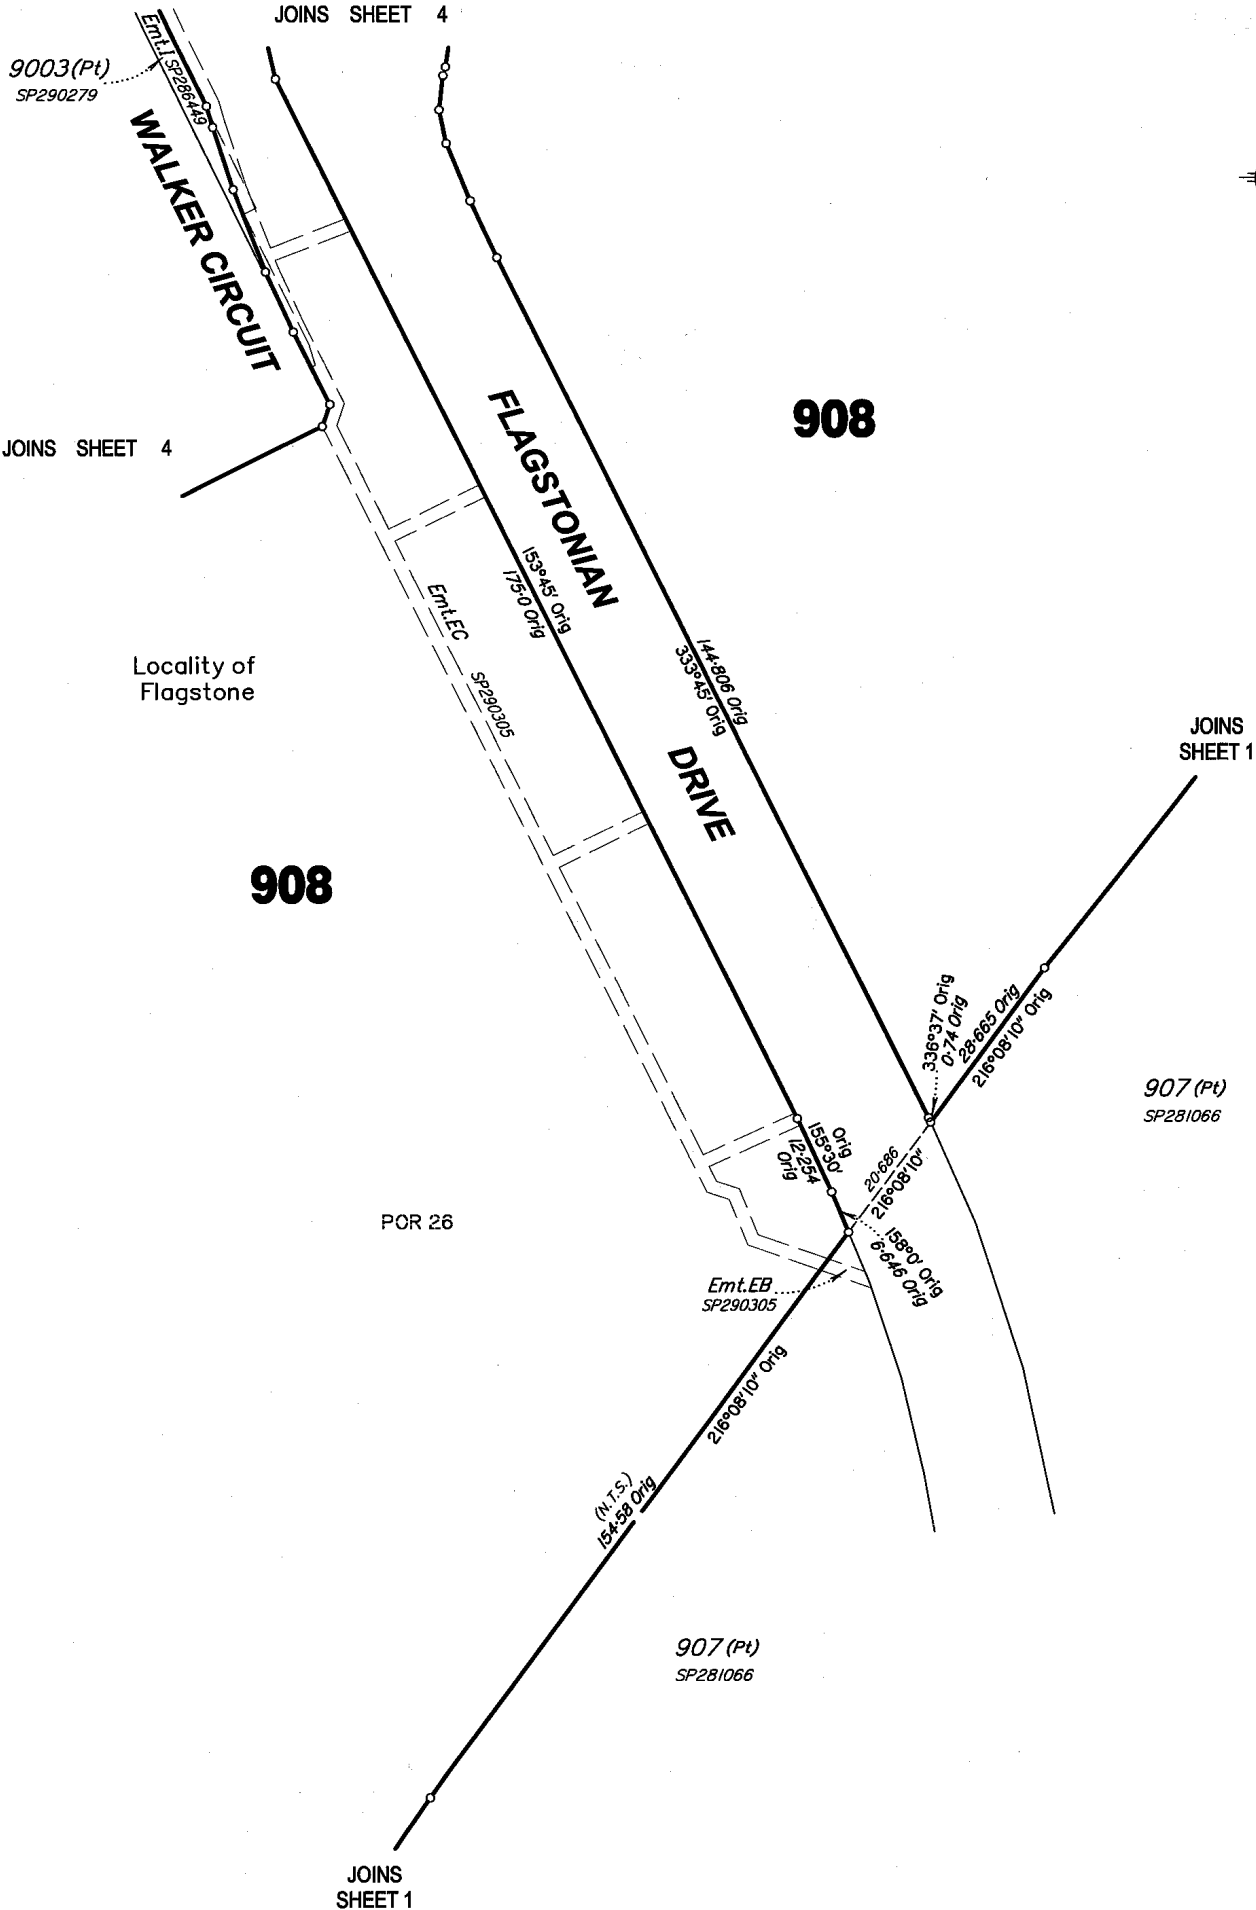 JOINS SHEET 4
9003 (Pt)
SP290279
Emt.I
SP286449
WALKER CIRCUIT
JOINS SHEET 4
908
FLAGSTONIAN
DRIVE
153°45' Orig
175·0 Orig
Emt.EC
SP290305
144·806 Orig
333°45' Orig
Locality of
Flagstone
JOINS
SHEET 1
908
336°37' Orig
0·74 Orig
28·665 Orig
216°08'10" Orig
907 (Pt)
SP281066
Orig
155°30'
12·254
Orig
20·686
216°08'10"
POR 26
158°0' Orig
6·646 Orig
Emt.EB
SP290305
216°08'10" Orig
(N.T.S.)
154·58 Orig
907 (Pt)
SP281066
JOINS
SHEET 1